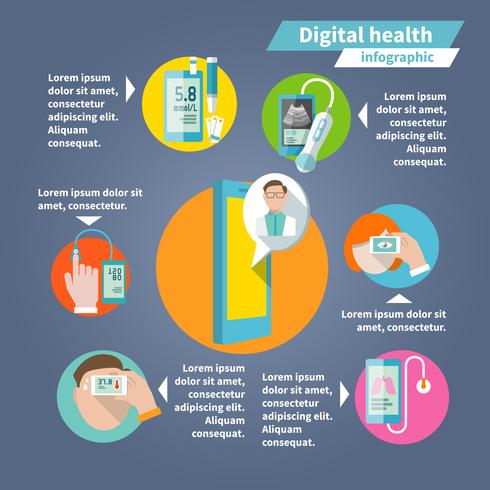 Digital health
infographic
Lorem ipsum
dolor sit amet,
consectetur
adipiscing elit.
Aliquam
consequat.
5.8
mmol/L
Lorem ipsum
dolor sit amet,
consectetur
adipiscing elit.
Aliquam
consequat.
Lorem ipsum dolor sit
amet, consectetur.
120
80
Lorem ipsum dolor sit
amet, consectetur.
37.8
Lorem ipsum
dolor sit amet,
consectetur
adipiscing elit.
Aliquam
consequat.
Lorem ipsum
dolor sit amet,
consectetur
adipiscing elit.
Aliquam
consequat.